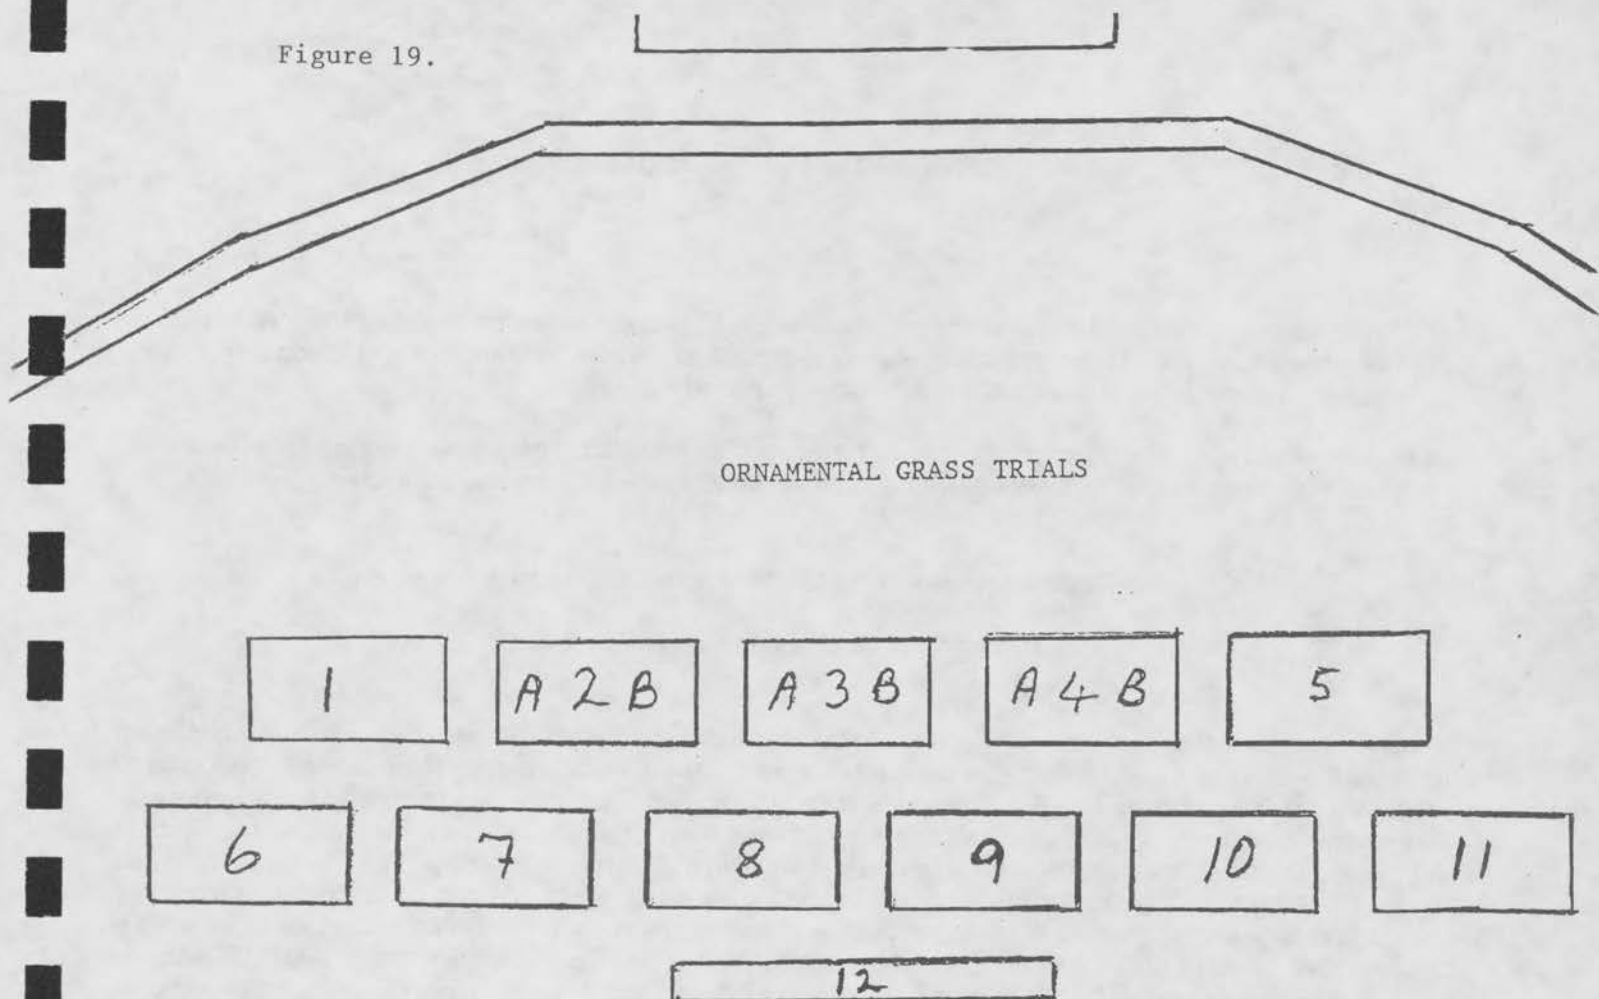 Figure 19.
ORNAMENTAL GRASS TRIALS
1 A 2 B A 3 B A 4 B 5
6 7 8 9 10 11
12